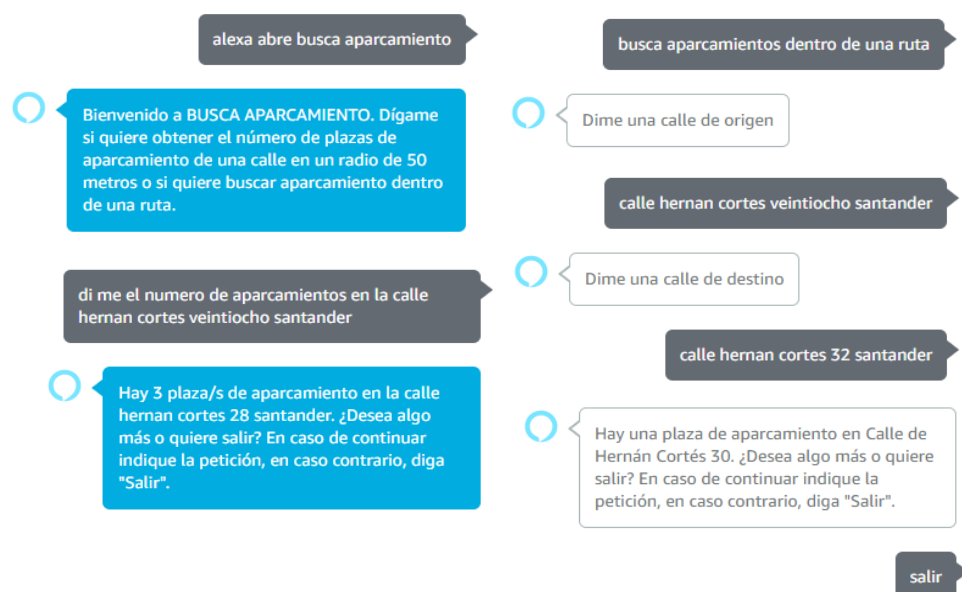 alexa abre busca aparcamiento
Bienvenido a BUSCA APARCAMIENTO. Dígame
si quiere obtener el número de plazas de
aparcamiento de una calle en un radio de 50
metros o si quiere buscar aparcamiento dentro
de una ruta.
di me el numero de aparcamientos en la calle
hernan cortes veintiocho santander
Hay 3 plaza/s de aparcamiento en la calle
hernan cortes 28 santander. ¿Desea algo
más o quiere salir? En caso de continuar
indique la petición, en caso contrario, diga
"Salir".
busca aparcamientos dentro de una ruta
Dime una calle de origen
calle hernan cortes veintiocho santander
Dime una calle de destino
calle hernan cortes 32 santander
Hay una plaza de aparcamiento en Calle de
Hernán Cortés 30. ¿Desea algo más o quiere
salir? En caso de continuar indique la
petición, en caso contrario, diga "Salir".
salir